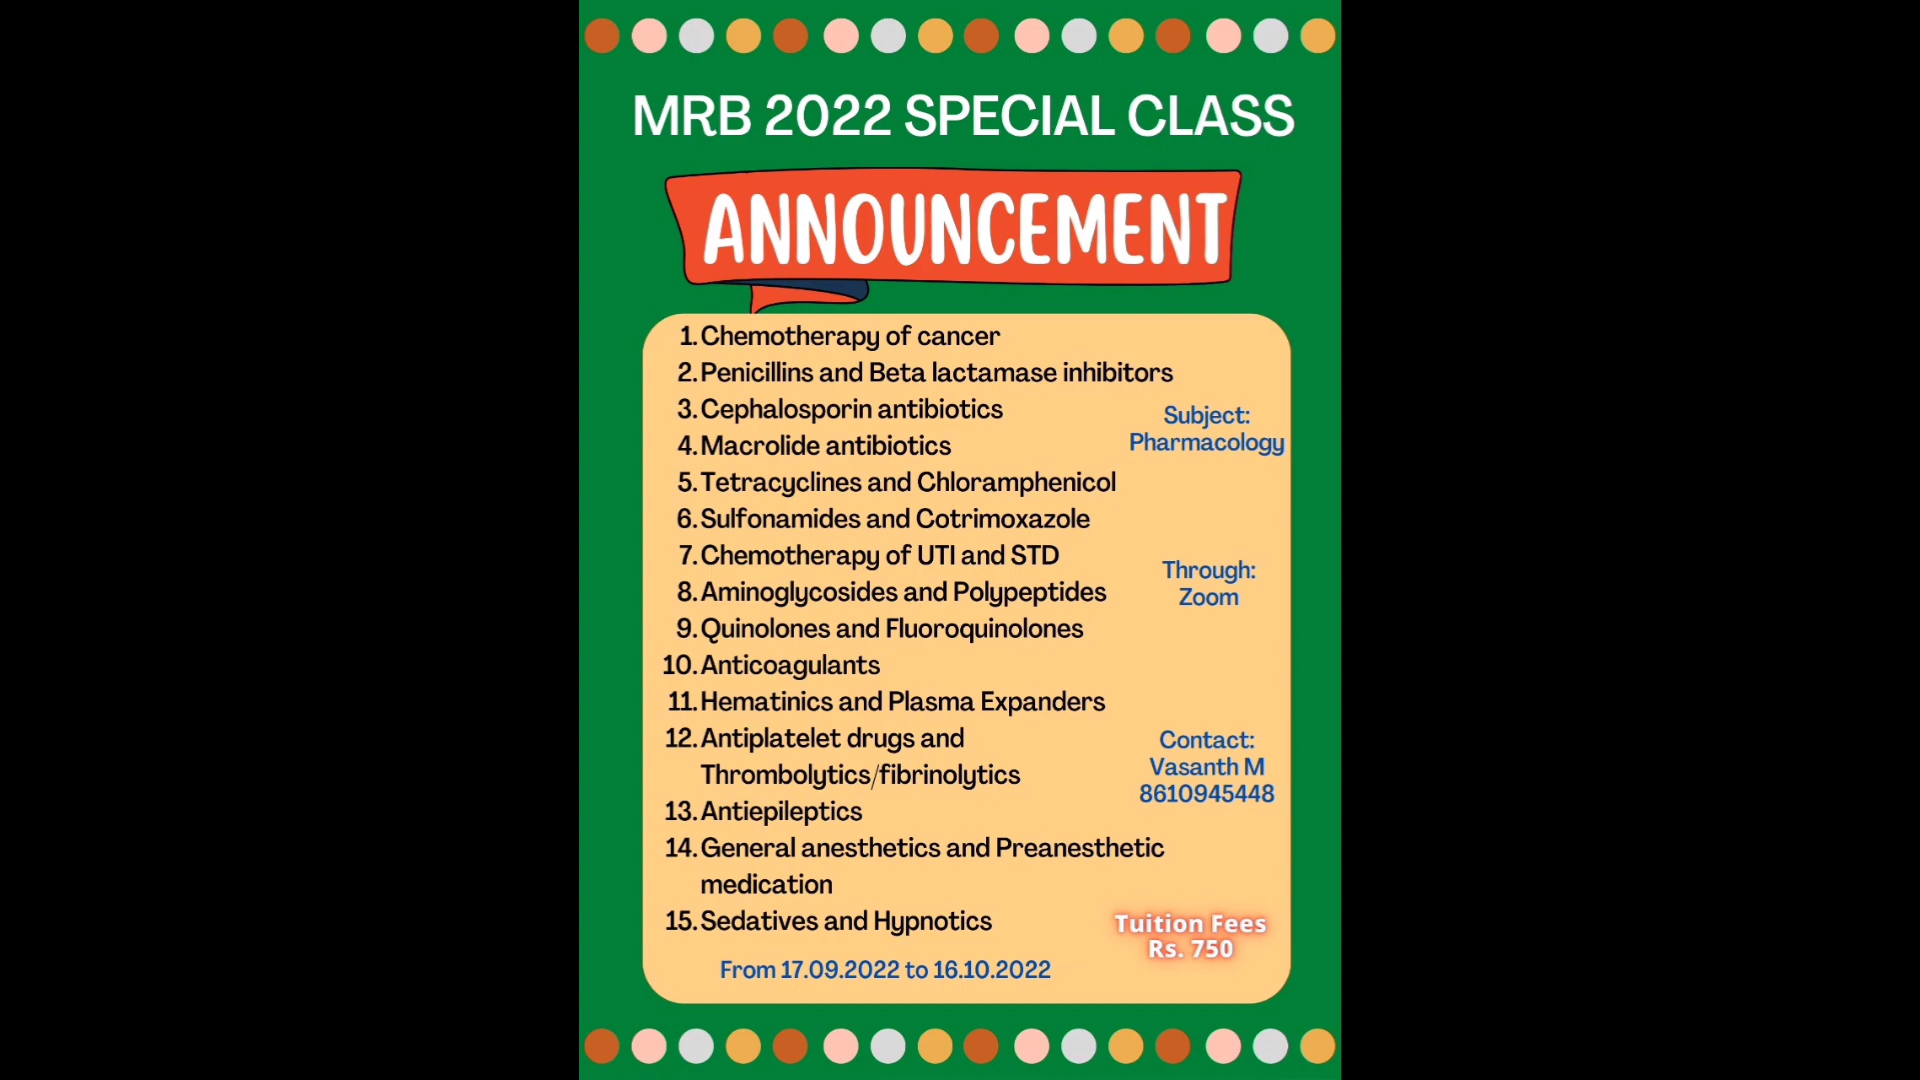 MRB 2022 SPECIAL CLASS
ANNOUNCEMENT
1. Chemotherapy of cancer
2. Penicillins and Beta lactamase inhibitors
3. Cephalosporin antibiotics
4. Macrolide antibiotics
5. Tetracyclines and Chloramphenicol
6. Sulfonamides and Cotrimoxazole
7. Chemotherapy of UTI and STD
8. Aminoglycosides and Polypeptides
9. Quinolones and Fluoroquinolones
10. Anticoagulants
11. Hematinics and Plasma Expanders
12. Antiplatelet drugs and
Thrombolytics/fibrinolytics
13. Antiepileptics
14. General anesthetics and Preanesthetic
medication
15. Sedatives and Hypnotics
From 17.09.2022 to 16.10.2022
Subject:
Pharmacology
Through:
Zoom
Contact:
Vasanth M
8610945448
Tuition Fees
Rs. 750